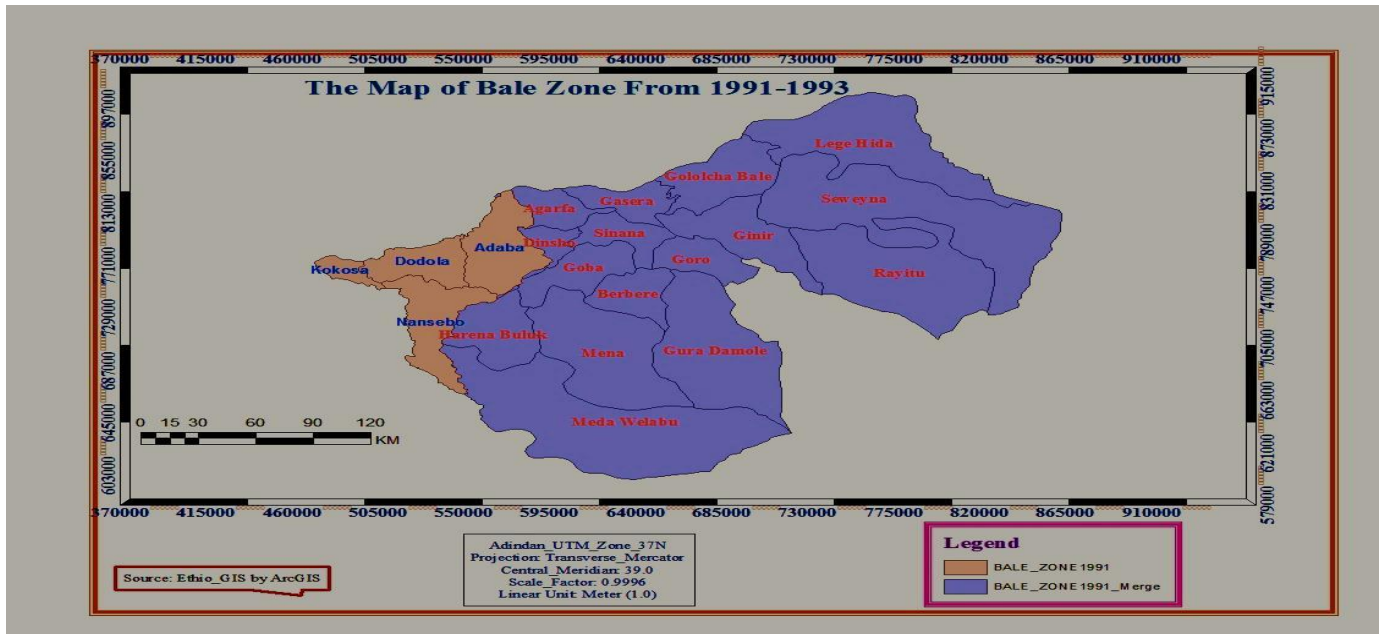 370000 415000 460000 505000 550000 595000 640000 685000 730000 775000 820000 865000 910000
The Map of Bale Zone From 1991-1993
897000
855000
813000
771000
729000
687000
645000
603000
915000
873000
831000
789000
747000
705000
663000
621000
579000
Lege Hida
Gololcha Bale
Seweyna
Gasera
Agarfa
Sinana
Ginir
Dinsho
Adaba
Dodola
Kokosa
Goba
Goro
Rayitu
Berbere
Nansebo
Harena Buluk
Mena
Gura Damole
Meda Welabu
0 15 30 60 90 120
KM
370000 415000 460000 505000 550000 595000 640000 685000 730000 775000 820000 865000 910000
Adindan_UTM_Zone_37N
Projection: Transverse_Mercator
Central_Meridian: 39.0
Scale_Factor: 0.9996
Linear Unit: Meter (1.0)
Source: Ethio_GIS by ArcGIS
Legend
BALE_ZONE1991
BALE_ZONE1991_Merge